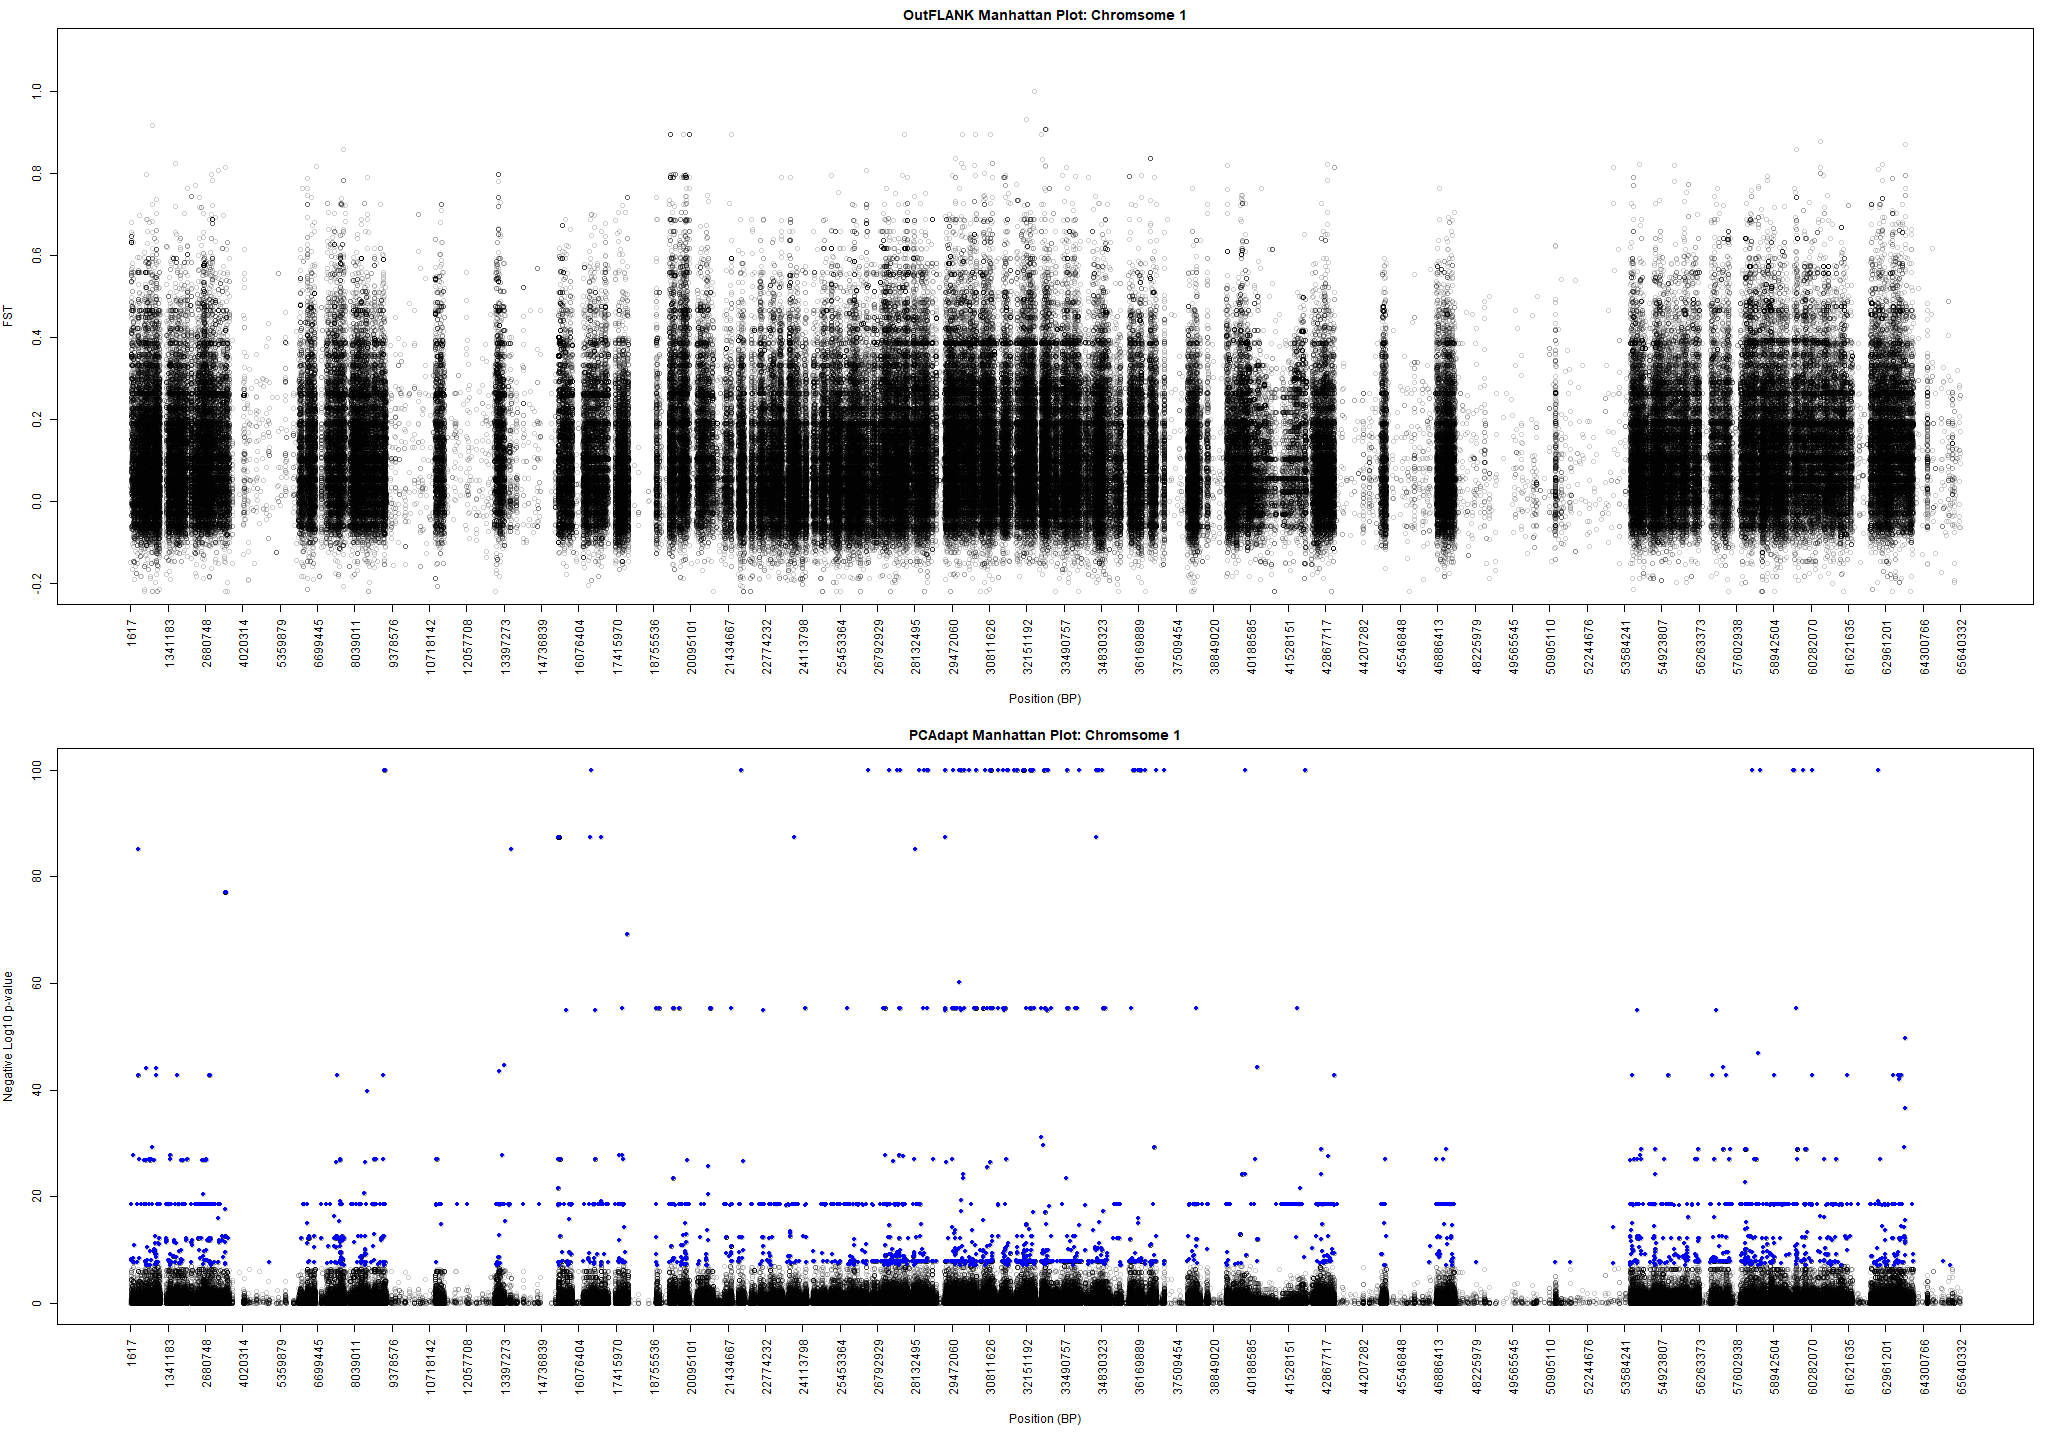 OutFLANK Manhattan Plot: Chromsome 1
FST
1.0
0.8
0.6
0.4
0.2
0.0
-0.2
1617 1341183 2680748 4020314 5359879 6699445 8039011 9378576 10718142 12057708 13397273 14736839 16076404 17415970 18755536 20095101 21434667 22774232 24113798 25453364 26792929 28132495 29472060 30811626 32151192 33490757 34830323 36169889 37509454 38849020 40188585 41528151 42867717 44207282 45546848 46886413 48225979 49565545 50905110 52244676 53584241 54923807 56263373 57602938 58942504 60282070 61621635 62961201 64300766 65640332
Position (BP)
PCAdapt Manhattan Plot: Chromsome 1
Negative Log10 p-value
100
80
60
40
20
0
1617 1341183 2680748 4020314 5359879 6699445 8039011 9378576 10718142 12057708 13397273 14736839 16076404 17415970 18755536 20095101 21434667 22774232 24113798 25453364 26792929 28132495 29472060 30811626 32151192 33490757 34830323 36169889 37509454 38849020 40188585 41528151 42867717 44207282 45546848 46886413 48225979 49565545 50905110 52244676 53584241 54923807 56263373 57602938 58942504 60282070 61621635 62961201 64300766 65640332
Position (BP)